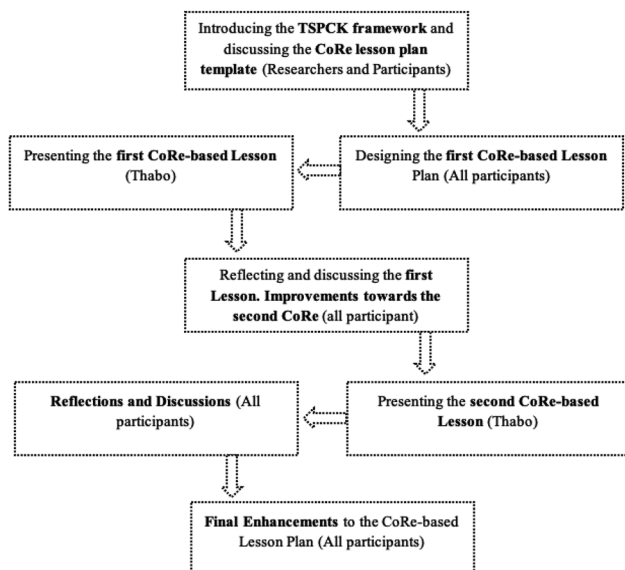 Introducing the TSPCK framework and
discussing the CoRe lesson plan
template (Researchers and Participants)
Designing the first CoRe-based Lesson
Plan (All participants)
Presenting the first CoRe-based Lesson
(Thabo)
Reflecting and discussing the first
Lesson. Improvements towards the
second CoRe (all participant)
Presenting the second CoRe-based
Lesson (Thabo)
Reflections and Discussions (All
participants)
Final Enhancements to the CoRe-based
Lesson Plan (All participants)